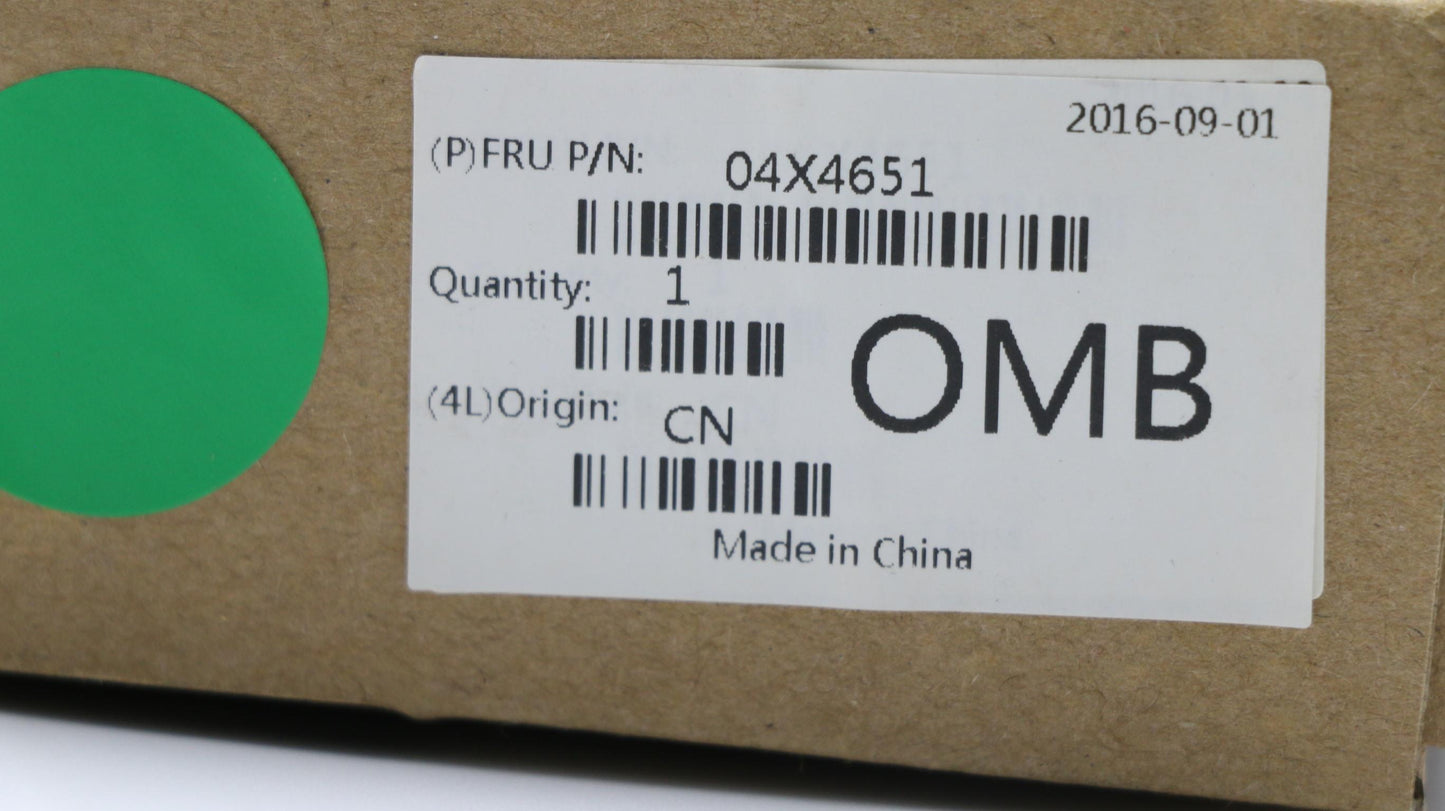 2016-09-01
(P)FRU P/N: 04X4651
Quantity: 1
OMB
(4L)Origin: CN
Made in China